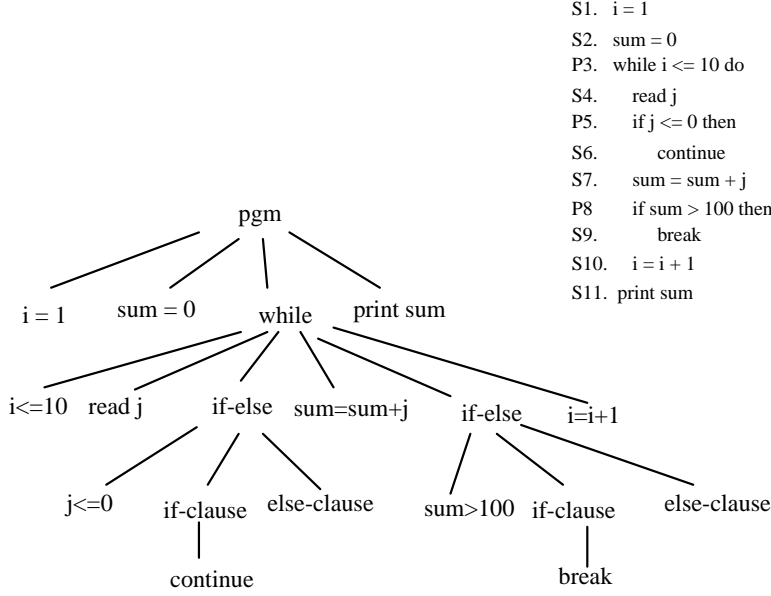 S1. i = 1
S2. sum = 0
P3. while i <= 10 do
S4. read j
P5. if j <= 0 then
S6. continue
S7. sum = sum + j
P8 if sum > 100 then
S9. break
S10. i = i + 1
S11. print sum
pgm
i = 1 sum = 0 while print sum
i<=10 read j if-else sum=sum+j if-else i=i+1
j<=0 if-clause else-clause sum>100 if-clause else-clause
continue break